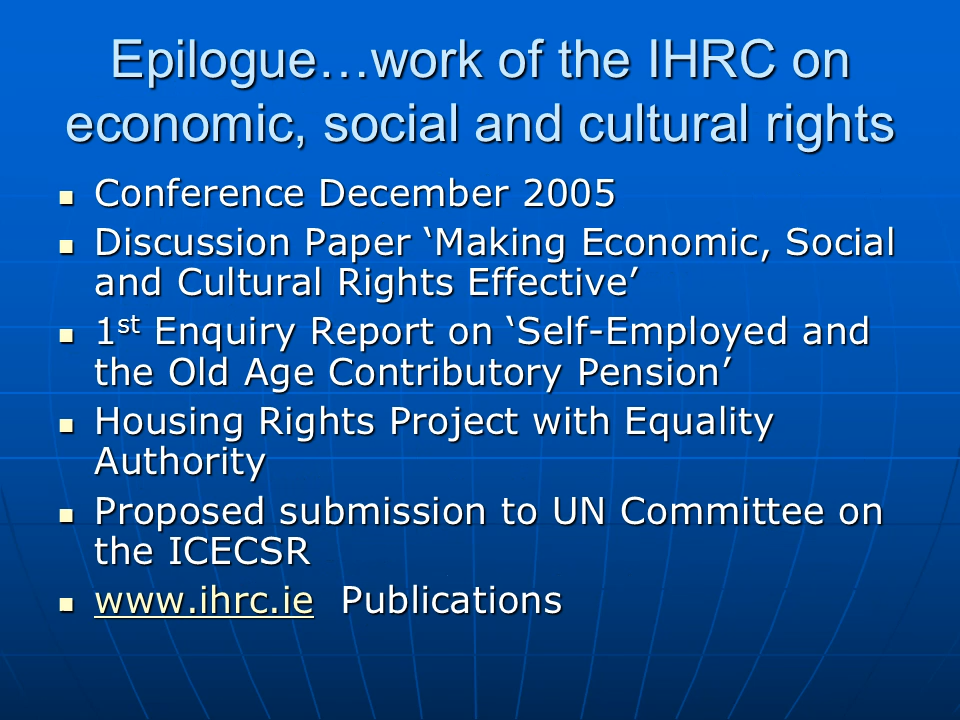 Epilogue…work of the IHRC on
economic, social and cultural rights
Conference December 2005
Discussion Paper ‘Making Economic, Social
and Cultural Rights Effective’
1st Enquiry Report on ‘Self-Employed and
the Old Age Contributory Pension’
Housing Rights Project with Equality
Authority
Proposed submission to UN Committee on
the ICECSR
www.ihrc.ie Publications